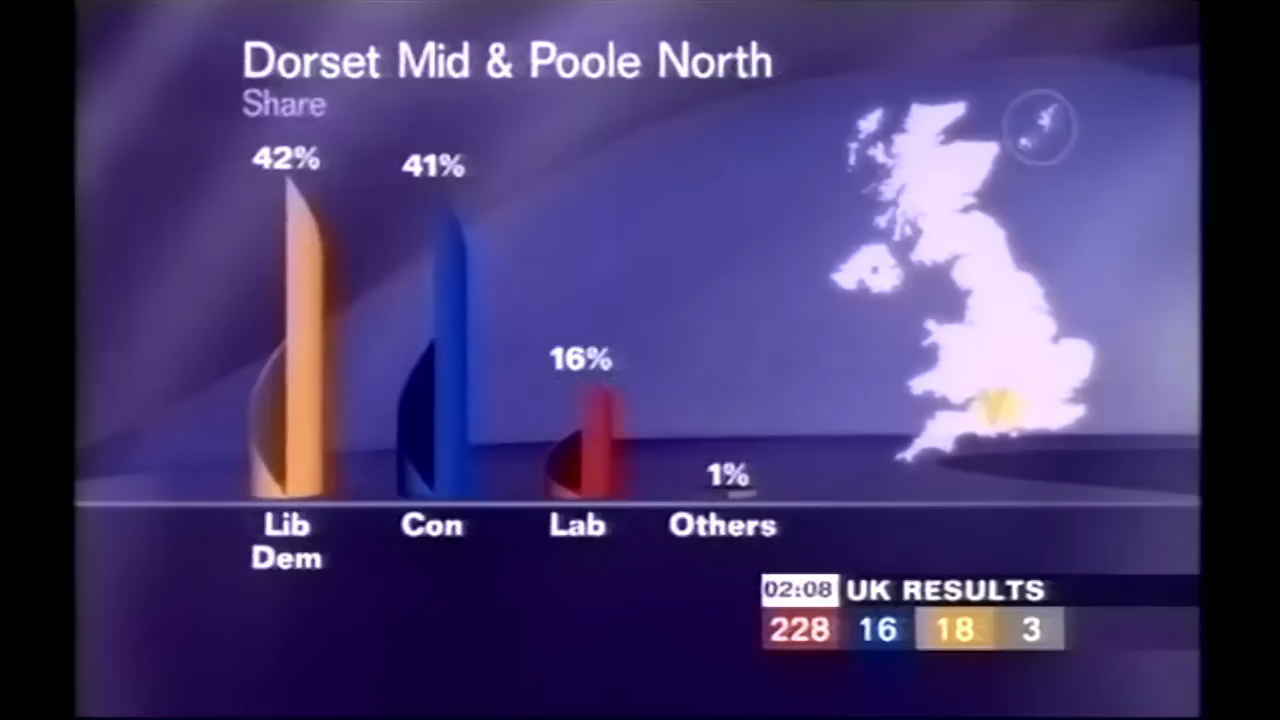 Dorset Mid & Poole North
Share
42%
41%
16%
1%
Lib Dem
Con
Lab
Others
02:08 UK RESULTS
228 16 18 3